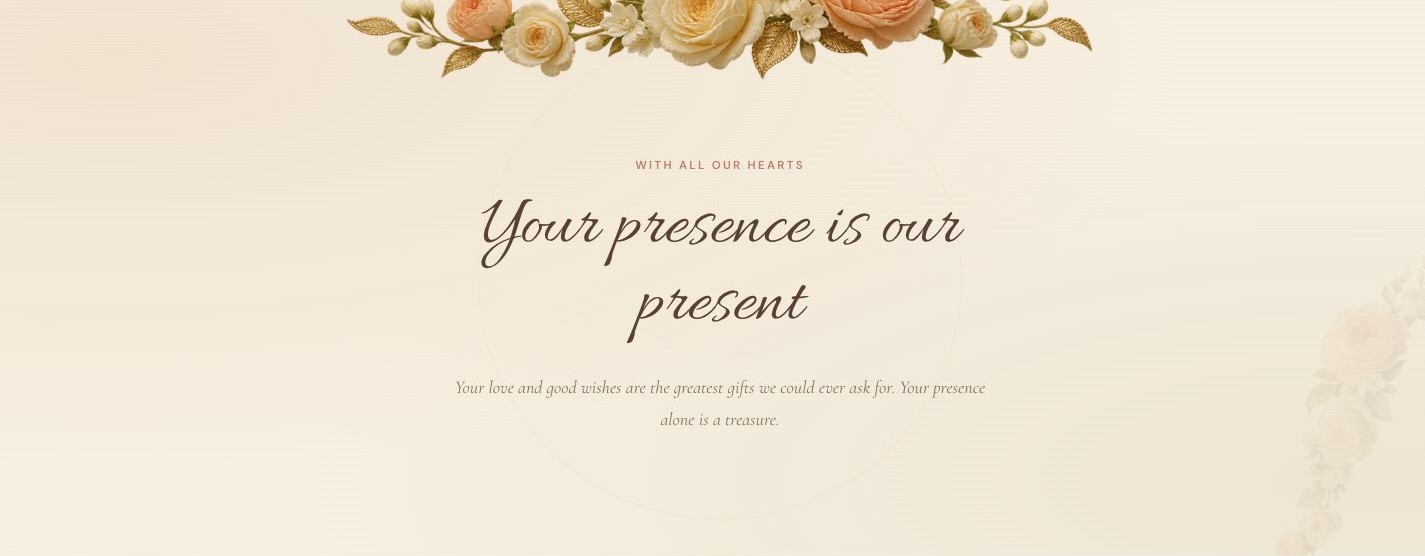 WITH ALL OUR HEARTS
Your presence is our
present
Your love and good wishes are the greatest gifts we could ever ask for. Your presence
alone is a treasure.